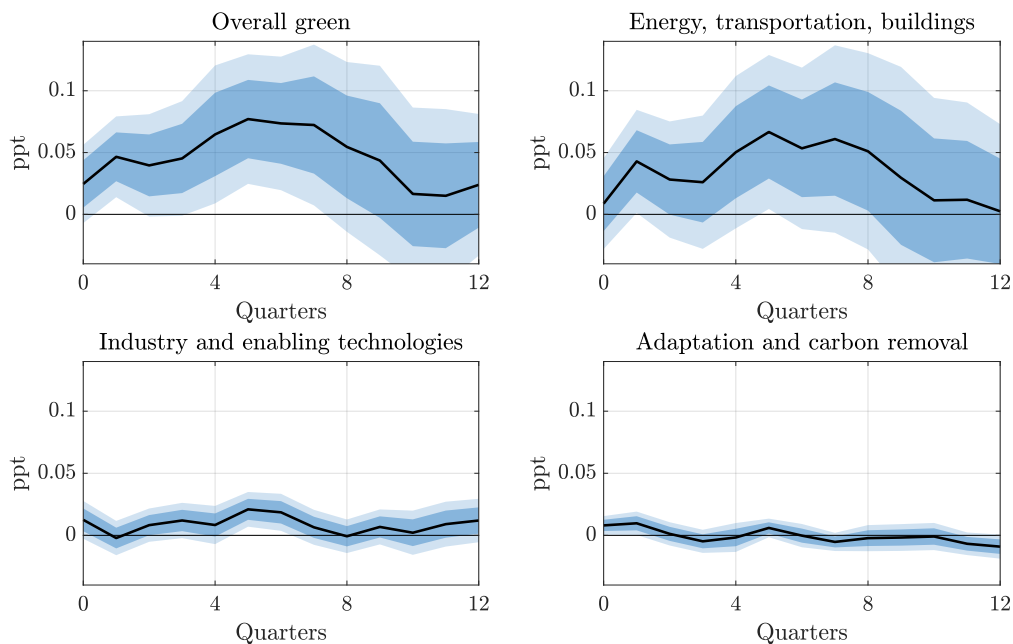 Overall green
ppt
0.1
0.05
0
0
4
8
12
Quarters
Energy, transportation, buildings
ppt
0.1
0.05
0
0
4
8
12
Quarters
Industry and enabling technologies
ppt
0.1
0.05
0
0
4
8
12
Quarters
Adaptation and carbon removal
ppt
0.1
0.05
0
0
4
8
12
Quarters